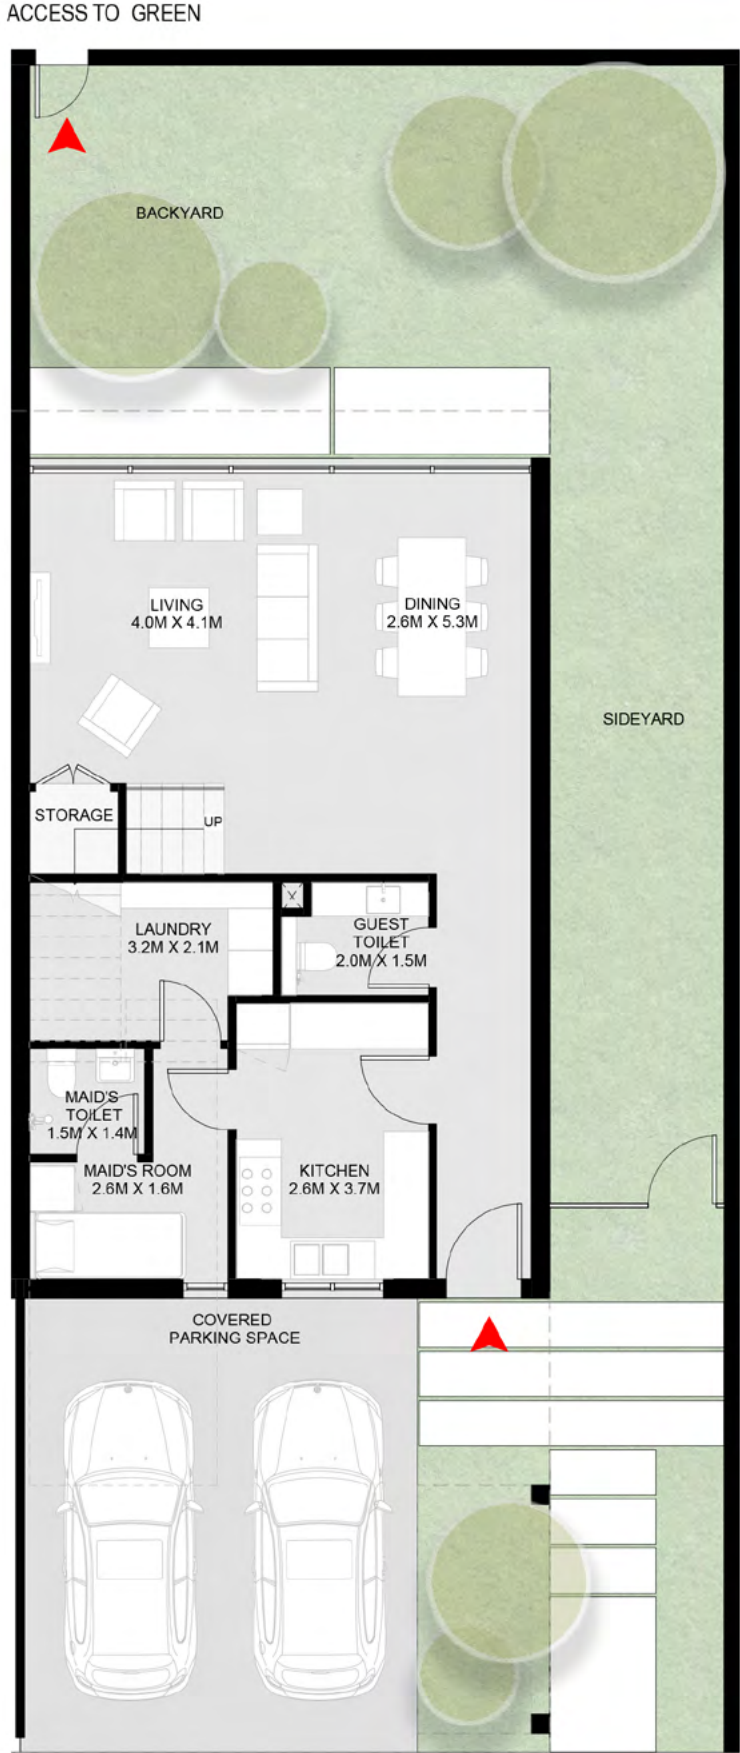 ACCESS TO GREEN
BACKYARD
LIVING
4.0M X 4.1M
DINING
2.6M X 5.3M
SIDEYARD
STORAGE
UP
LAUNDRY
3.2M X 2.1M
GUEST
TOILET
2.0M X 1.5M
MAID'S
TOILET
1.5M X 1.4M
MAID'S ROOM
2.6M X 1.6M
KITCHEN
2.6M X 3.7M
COVERED
PARKING SPACE